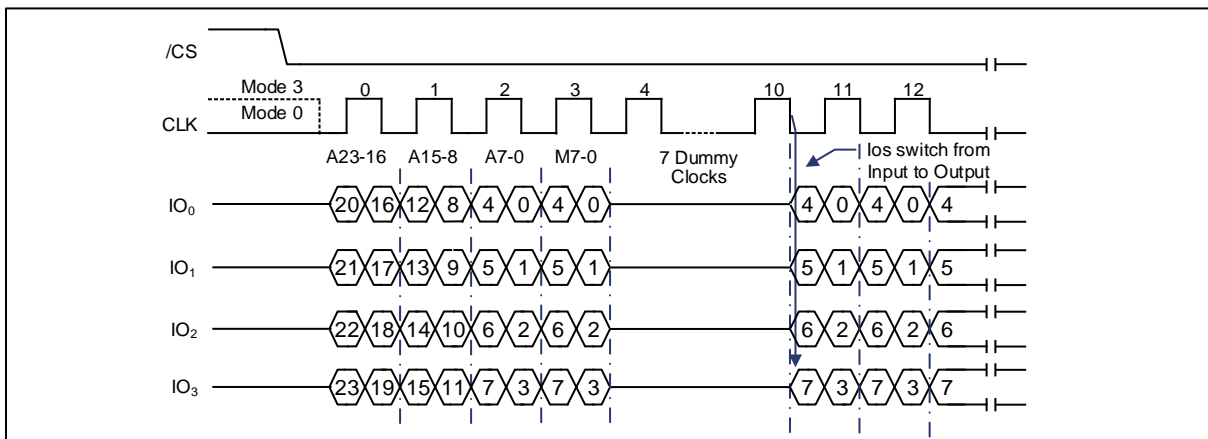 /CS
Mode 3
Mode 0
CLK
0 1 2 3 4 10 11 12
A23-16 A15-8 A7-0 M7-0
7 Dummy
Clocks
Ios switch from
Input to Output
IO0 20 16 12 8 4 0 4 0 4 0 4 0 4
IO1 21 17 13 9 5 1 5 1 5 1 5 1 5
IO2 22 18 14 10 6 2 6 2 6 2 6 2 6
IO3 23 19 15 11 7 3 7 3 7 3 7 3 7